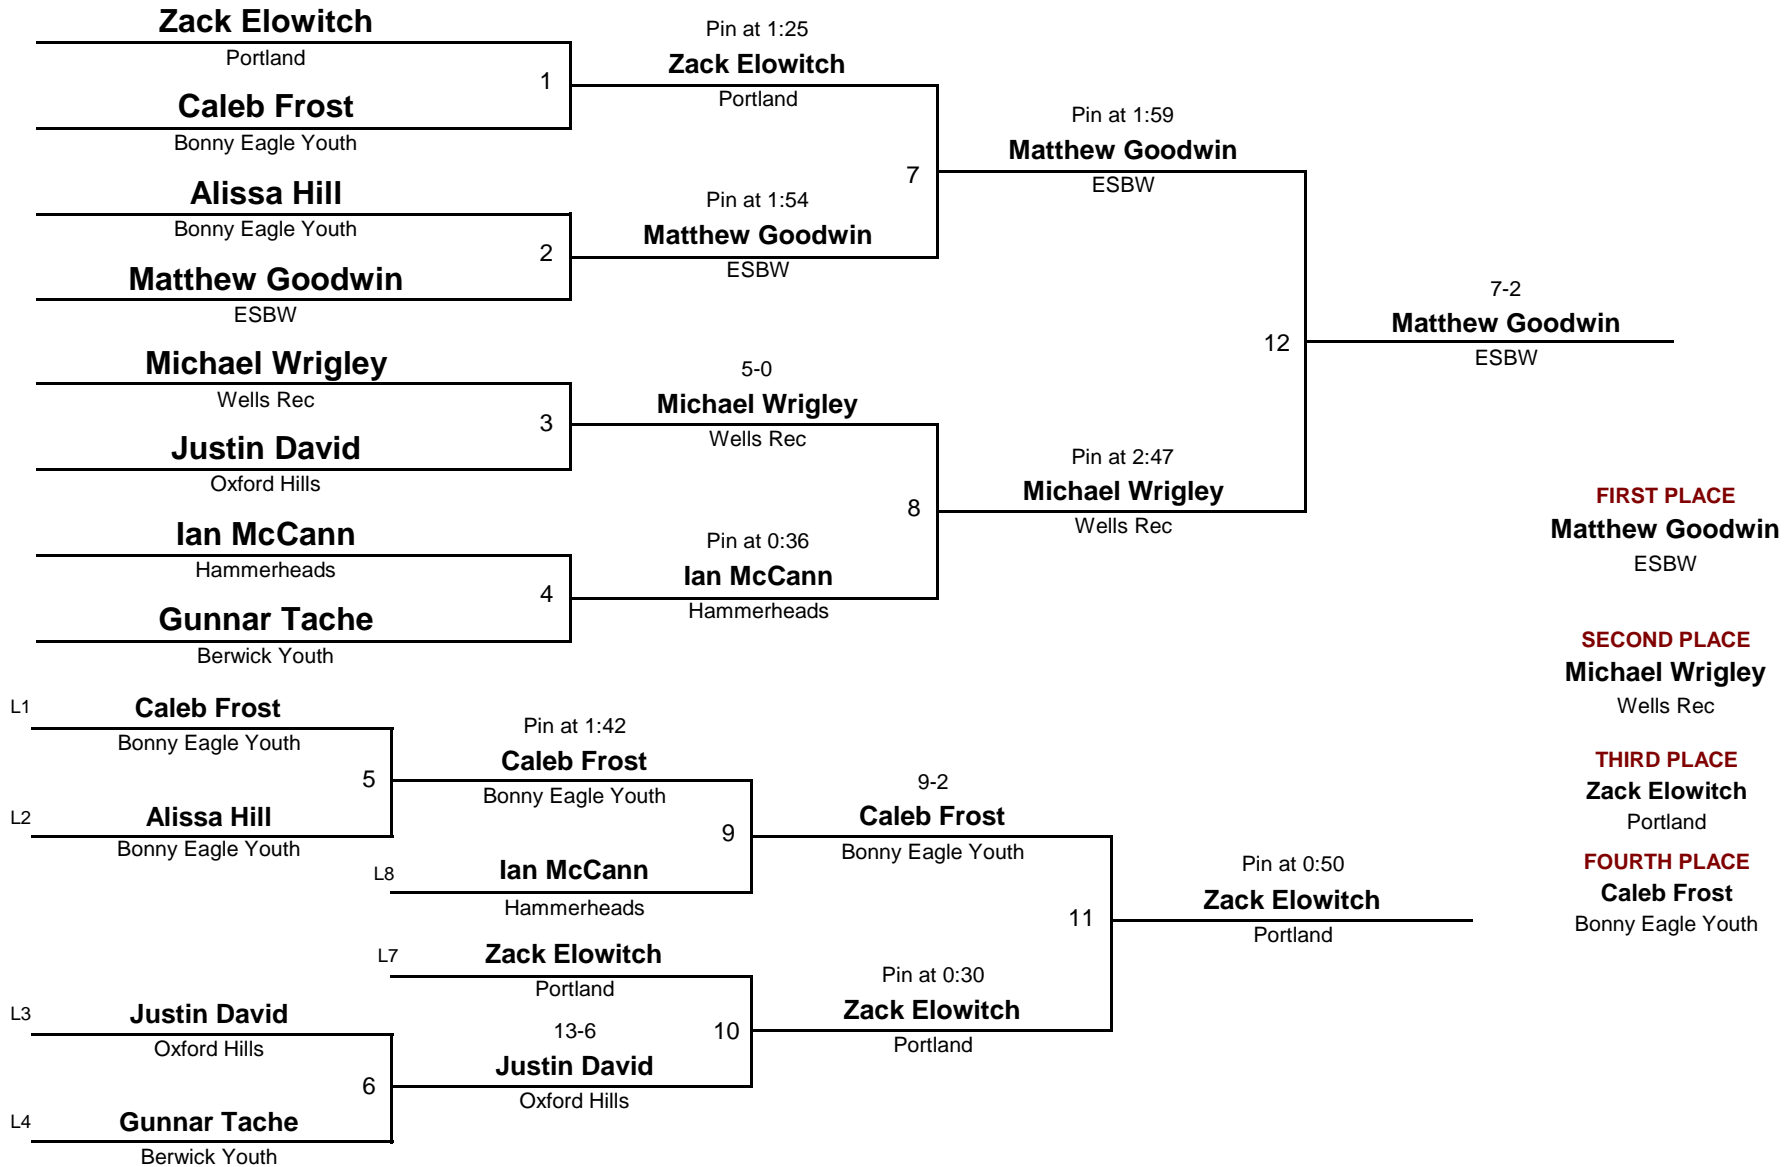 Zack Elowitch
Portland
1
Caleb Frost
Bonny Eagle Youth
Alissa Hill
Bonny Eagle Youth
2
Matthew Goodwin
ESBW
Michael Wrigley
Wells Rec
3
Justin David
Oxford Hills
Ian McCann
Hammerheads
4
Gunnar Tache
Berwick Youth
Pin at 1:25
Zack Elowitch
Portland
7
Pin at 1:54
Matthew Goodwin
ESBW
5-0
Michael Wrigley
Wells Rec
8
Pin at 0:36
Ian McCann
Hammerheads
Pin at 1:59
Matthew Goodwin
ESBW
12
Pin at 2:47
Michael Wrigley
Wells Rec
7-2
Matthew Goodwin
ESBW
FIRST PLACE
Matthew Goodwin
ESBW
SECOND PLACE
Michael Wrigley
Wells Rec
THIRD PLACE
Zack Elowitch
Portland
FOURTH PLACE
Caleb Frost
Bonny Eagle Youth
L1
Caleb Frost
Bonny Eagle Youth
5
L2
Alissa Hill
Bonny Eagle Youth
L3
Justin David
Oxford Hills
6
L4
Gunnar Tache
Berwick Youth
Pin at 1:42
Caleb Frost
Bonny Eagle Youth
9
L8
Ian McCann
Hammerheads
L7
Zack Elowitch
Portland
10
13-6
Justin David
Oxford Hills
9-2
Caleb Frost
Bonny Eagle Youth
11
Pin at 0:30
Zack Elowitch
Portland
Pin at 0:50
Zack Elowitch
Portland